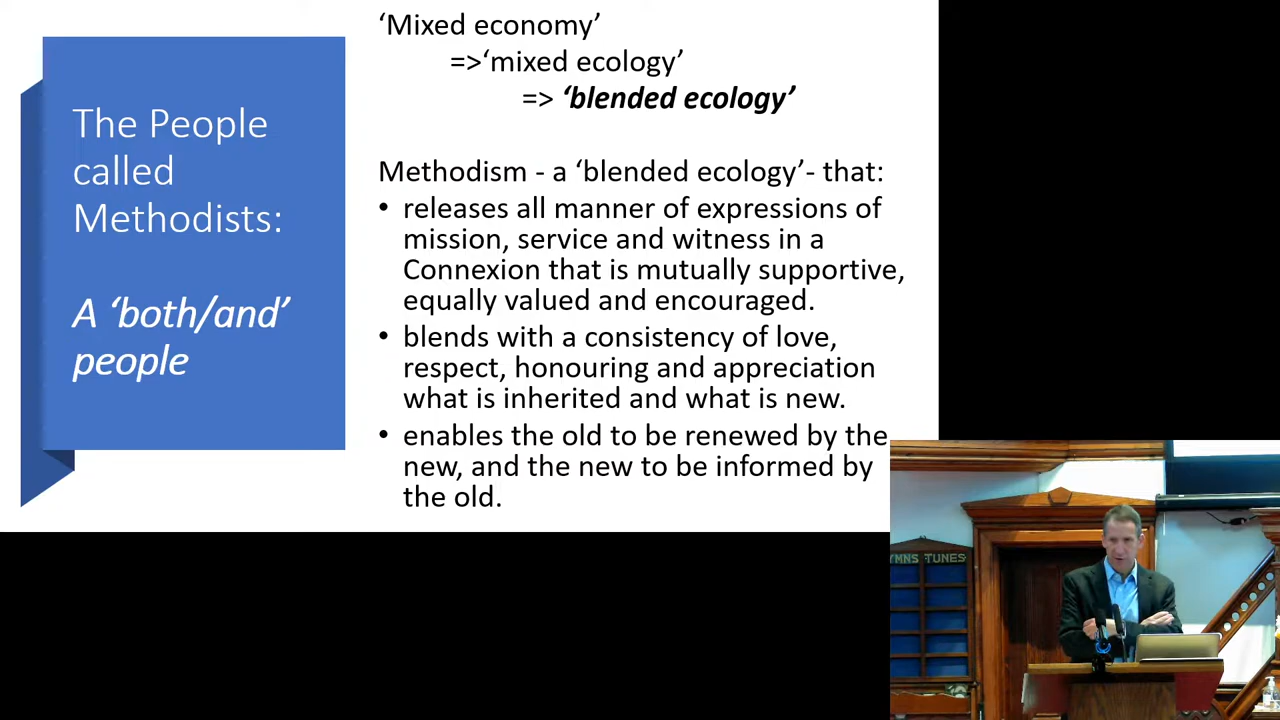 The People
called
Methodists:
A ‘both/and’
people
‘Mixed economy’
=>‘mixed ecology’
=> ‘blended ecology’
Methodism - a ‘blended ecology’- that:
• releases all manner of expressions of
mission, service and witness in a
Connexion that is mutually supportive,
equally valued and encouraged.
• blends with a consistency of love,
respect, honouring and appreciation
what is inherited and what is new.
• enables the old to be renewed by the
new, and the new to be informed by
the old.
YMNS TUNES